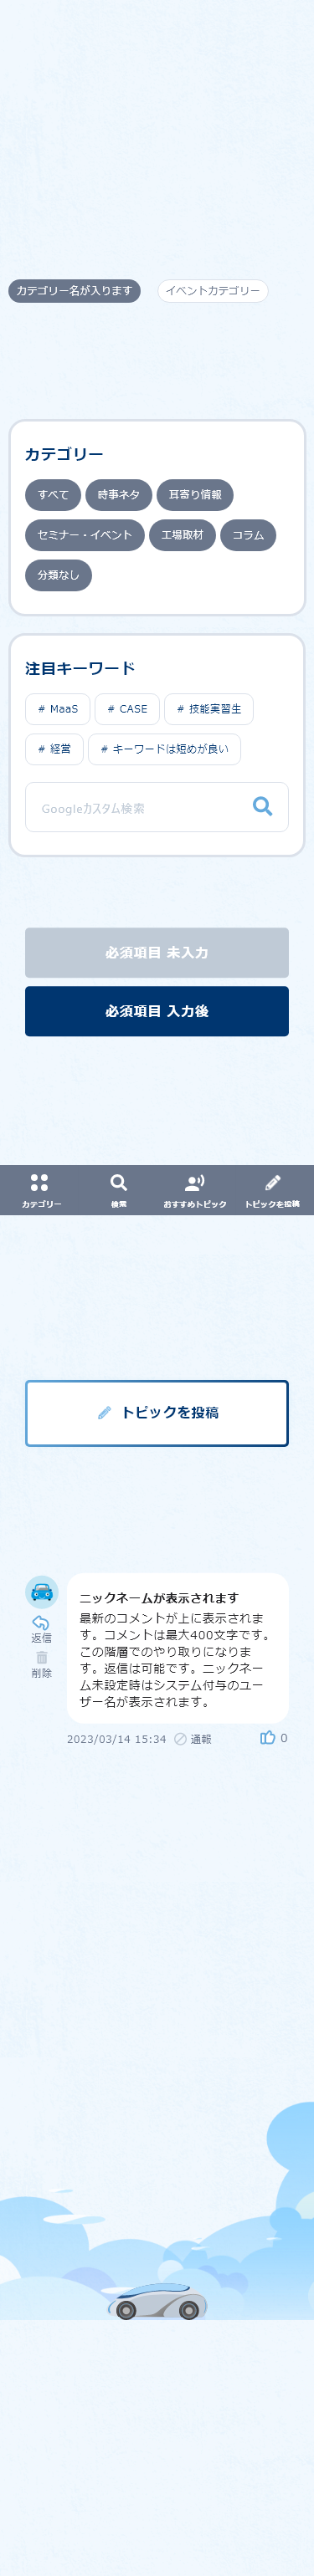 カテゴリー名が入ります イベントカテゴリー
カテゴリー
すべて 時事ネタ 耳寄り情報
セミナー・イベント 工場取材 コラム
分類なし
注目キーワード
# MaaS # CASE # 技能実習生
# 経営 # キーワードは短めが良い
Googleカスタム検索
必須項目 未入力
必須項目 入力後
カテゴリー 検索 おすすめトピック トピックを投稿
トピックを投稿
ニックネームが表示されます
最新のコメントが上に表示されま
す。コメントは最大400文字です。
この階層でのやり取りになりま
す。返信は可能です。ニックネー
ム未設定時はシステム付与のユー
ザー名が表示されます。
返信
削除
2023/03/14 15:34 通報 0